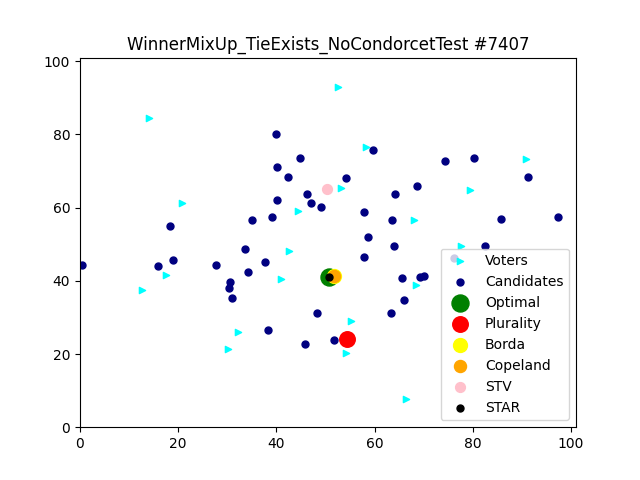 WinnerMixUp_TieExists_NoCondorcetTest #7407
100
80
60
40
20
0
0
20
40
60
80
100
Voters
Candidates
Optimal
Plurality
Borda
Copeland
STV
STAR